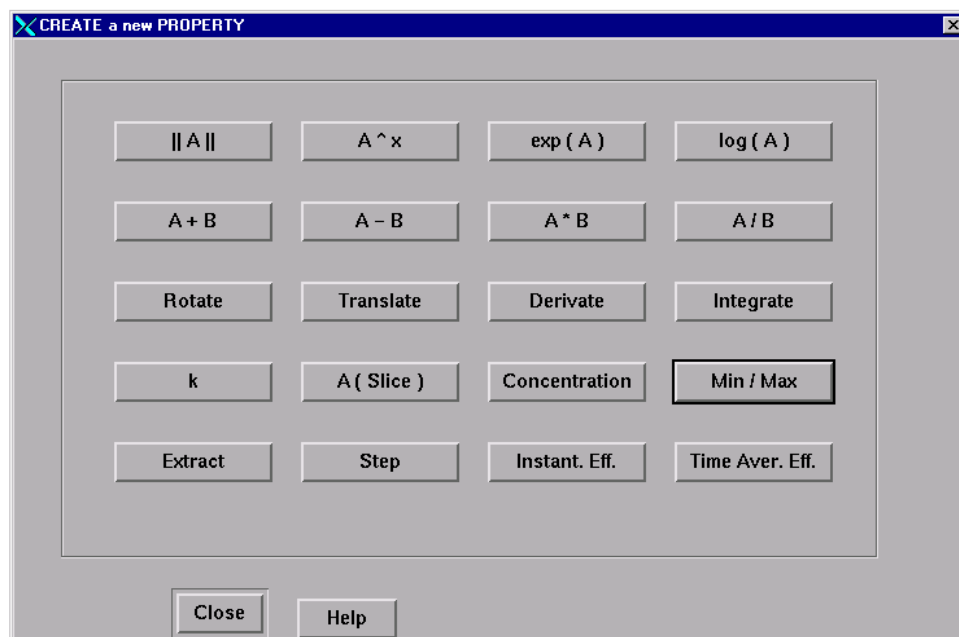 CREATE a new PROPERTY
|| A || A ^ x exp ( A ) log ( A )
A + B A − B A * B A / B
Rotate Translate Derivate Integrate
k A ( Slice ) Concentration Min / Max
Extract Step Instant. Eff. Time Aver. Eff.
Close Help